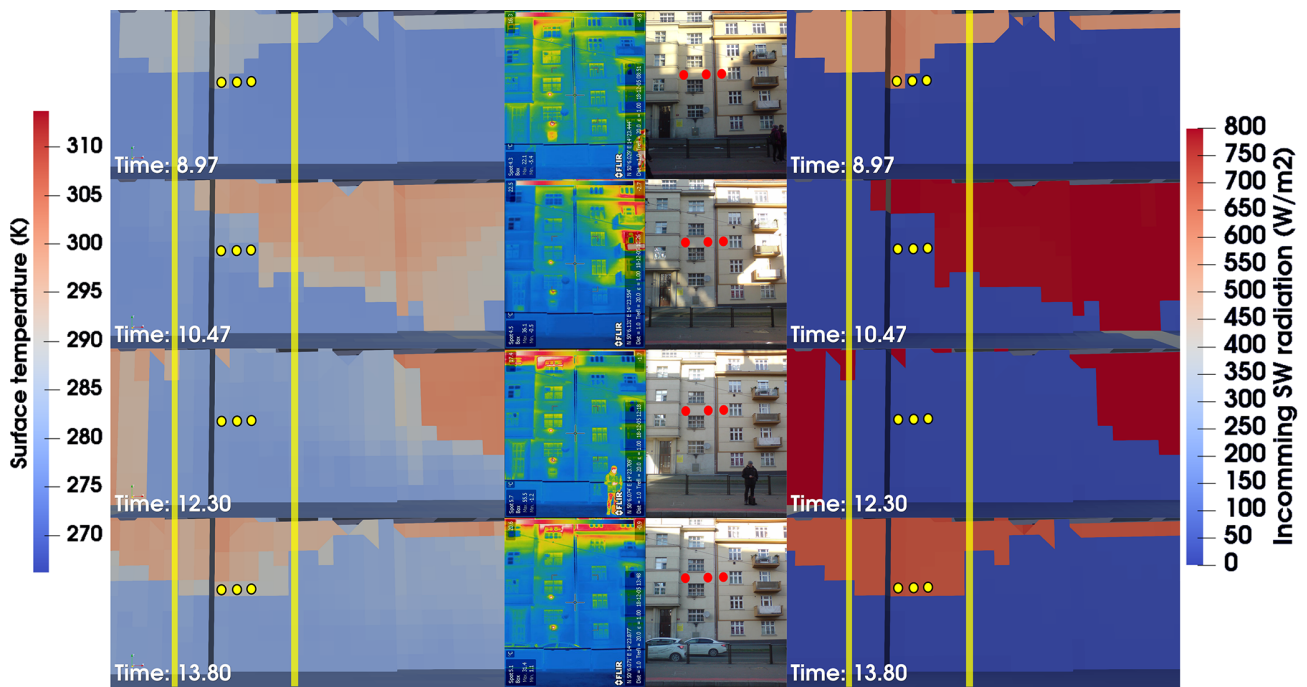 Surface temperature (K)
310
305
300
295
290
285
280
275
270
Time: 8.97
FLIR
Time: 8.97
Time: 10.47
FLIR
Time: 10.47
Time: 12.30
FLIR
Time: 12.30
Time: 13.80
FLIR
Time: 13.80
800
750
700
650
600
550
500
450
400
350
300
250
200
150
100
50
0
Incomming SW radiation (W/m2)